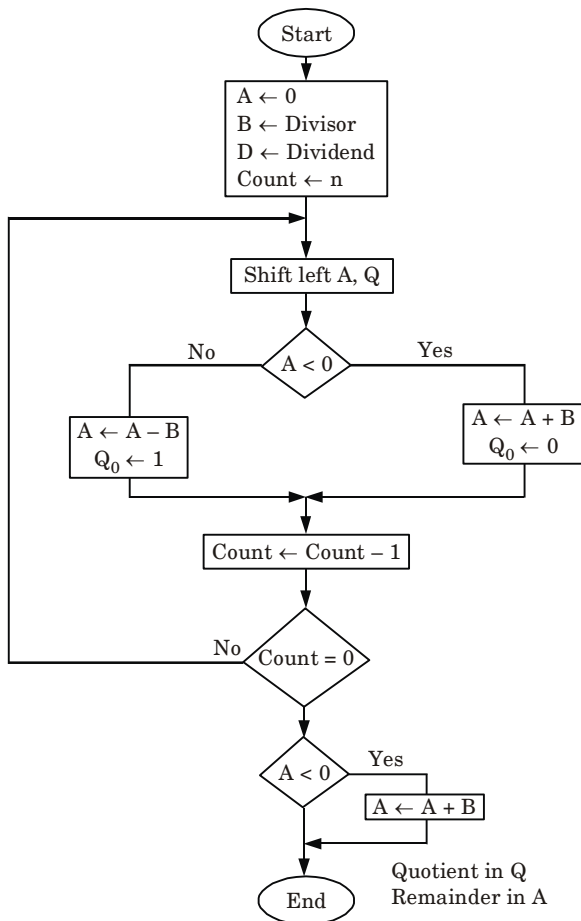 Start
A ← 0
B ← Divisor
D ← Dividend
Count ← n
Shift left A, Q
No
A < 0
Yes
A ← A – B
Q₀ ← 1
A ← A + B
Q₀ ← 0
Count ← Count – 1
No
Count = 0
A < 0
Yes
A ← A + B
End
Quotient in Q
Remainder in A